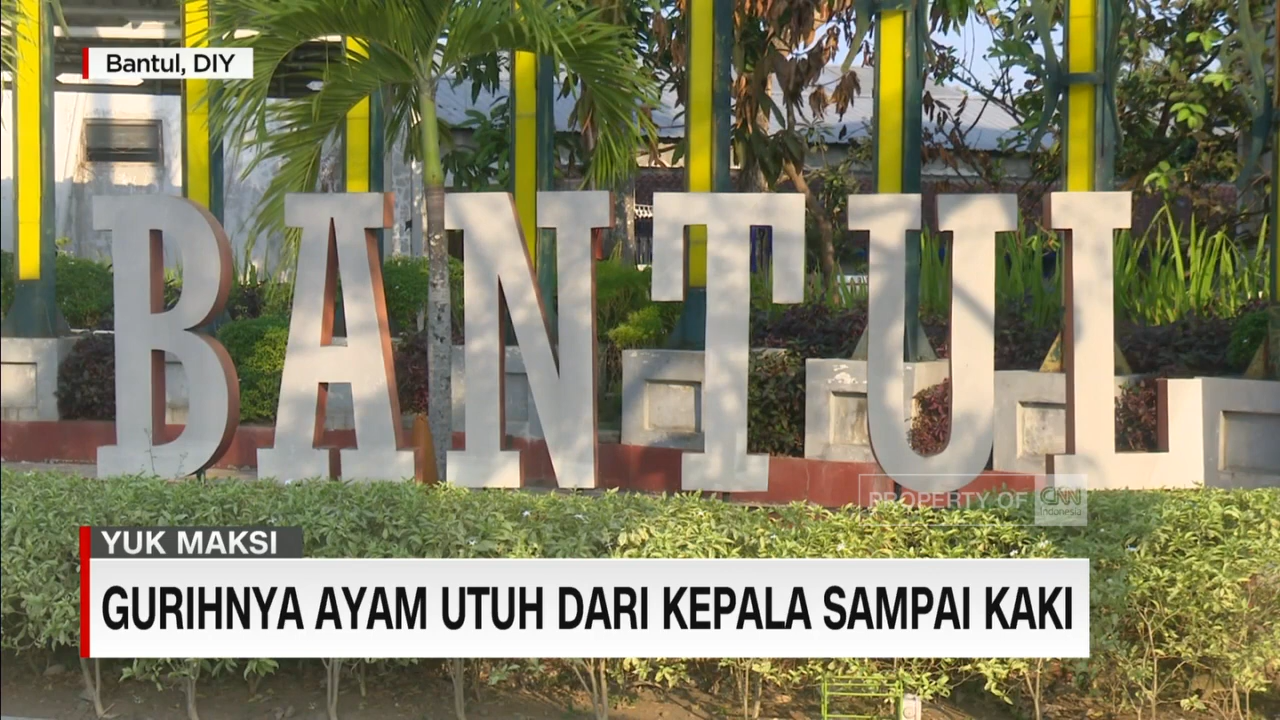 Bantul, DIY
BANTUL
PROPERTY OF CNN Indonesia
YUK MAKSI
GURIHNYA AYAM UTUH DARI KEPALA SAMPAI KAKI